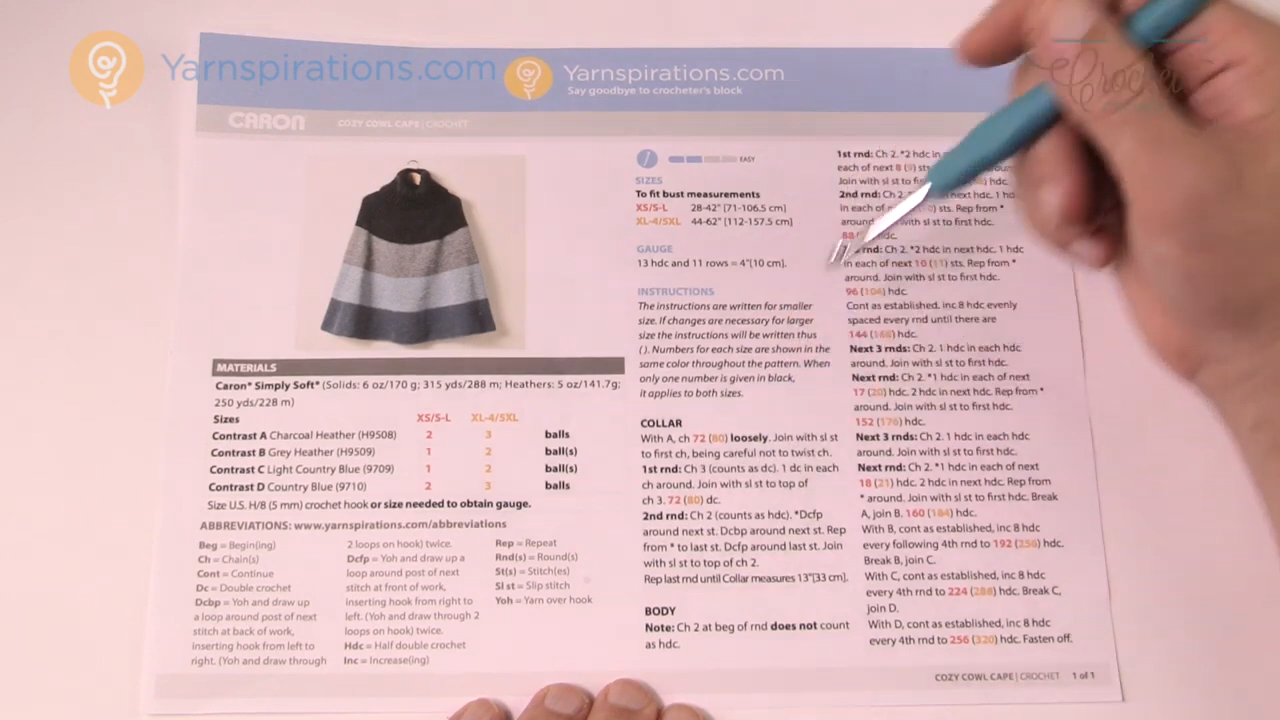 Yarnspirations.com
Yarnspirations.com
Say goodbye to crocheter's block
CARON
COZY COWL CAPE | CROCHET
Crochet
MATERIALS
Caron® Simply Soft® (Solids: 6 oz/170 g; 315 yds/288 m; Heathers: 5 oz/141.7g;
250 yds/228 m)
Sizes XS/S-L XL-4/5XL
Contrast A Charcoal Heather (H9508) 2 3 balls
Contrast B Grey Heather (H9509) 1 2 ball(s)
Contrast C Light Country Blue (9709) 1 2 ball(s)
Contrast D Country Blue (9710) 2 3 balls
Size U.S. H/8 (5 mm) crochet hook or size needed to obtain gauge.
ABBREVIATIONS: www.yarnspirations.com/abbreviations
Beg = Begin(ing)
Ch = Chain(s)
Cont = Continue
Dc = Double crochet
Dcbp = Yoh and draw up
a loop around post of next
stitch at back of work,
inserting hook from left to
right. (Yoh and draw through
2 loops on hook) twice.
Dcfp = Yoh and draw up a
loop around post of next
stitch at front of work,
inserting hook from right to
left. (Yoh and draw through 2
loops on hook) twice.
Hdc = Half double crochet
Inc = Increase(ing)
Rep = Repeat
Rnd(s) = Round(s)
St(s) = Stitch(es)
Sl st = Slip stitch
Yoh = Yarn over hook
EASY
SIZES
To fit bust measurements
XS/S-L 28-42" [71-106.5 cm]
XL-4/5XL 44-62" [112-157.5 cm]
GAUGE
13 hdc and 11 rows = 4"[10 cm].
INSTRUCTIONS
The instructions are written for smaller
size. If changes are necessary for larger
size the instructions will be written thus
( ). Numbers for each size are shown in the
same color throughout the pattern. When
only one number is given in black,
it applies to both sizes.
COLLAR
With A, ch 72 (80) loosely. Join with sl st
to first ch, being careful not to twist ch.
1st rnd: Ch 3 (counts as dc). 1 dc in each
ch around. Join with sl st to top of
ch 3. 72 (80) dc.
2nd rnd: Ch 2 (counts as hdc). *Dcfp
around next st. Dcbp around next st. Rep
from * to last st. Dcfp around last st. Join
with sl st to top of ch 2.
Rep last rnd until Collar measures 13"[33 cm].
BODY
Note: Ch 2 at beg of rnd does not count
as hdc.
1st rnd: Ch 2. *2 hdc in
each of next 8 (9) sts
Join with sl st to hdc.
2nd rnd: Ch 2. next hdc. 1 hdc
in each of sts. Rep from *
around. with sl st to first hdc.
88 hdc.
rnd: Ch 2. *2 hdc in next hdc. 1 hdc
in each of next 10 (11) sts. Rep from *
around. Join with sl st to first hdc.
96 (104) hdc.
Cont as established, inc 8 hdc evenly
spaced every rnd until there are
144 (168) hdc.
Next 3 rnds: Ch 2. 1 hdc in each hdc
around. Join with sl st to first hdc.
Next rnd: Ch 2. *1 hdc in each of next
17 (20) hdc. 2 hdc in next hdc. Rep from *
around. Join with sl st to first hdc.
152 (176) hdc.
Next 3 rnds: Ch 2. 1 hdc in each hdc
around. Join with sl st to first hdc.
Next rnd: Ch 2. *1 hdc in each of next
18 (21) hdc. 2 hdc in next hdc. Rep from
* around. Join with sl st to first hdc. Break
A, join B. 160 (184) hdc.
With B, cont as established, inc 8 hdc
every following 4th rnd to 192 (256) hdc.
Break B, join C.
With C, cont as established, inc 8 hdc
every 4th rnd to 224 (288) hdc. Break C,
join D.
With D, cont as established, inc 8 hdc
every 4th rnd to 256 (320) hdc. Fasten off.
COZY COWL CAPE | CROCHET 1 of 1